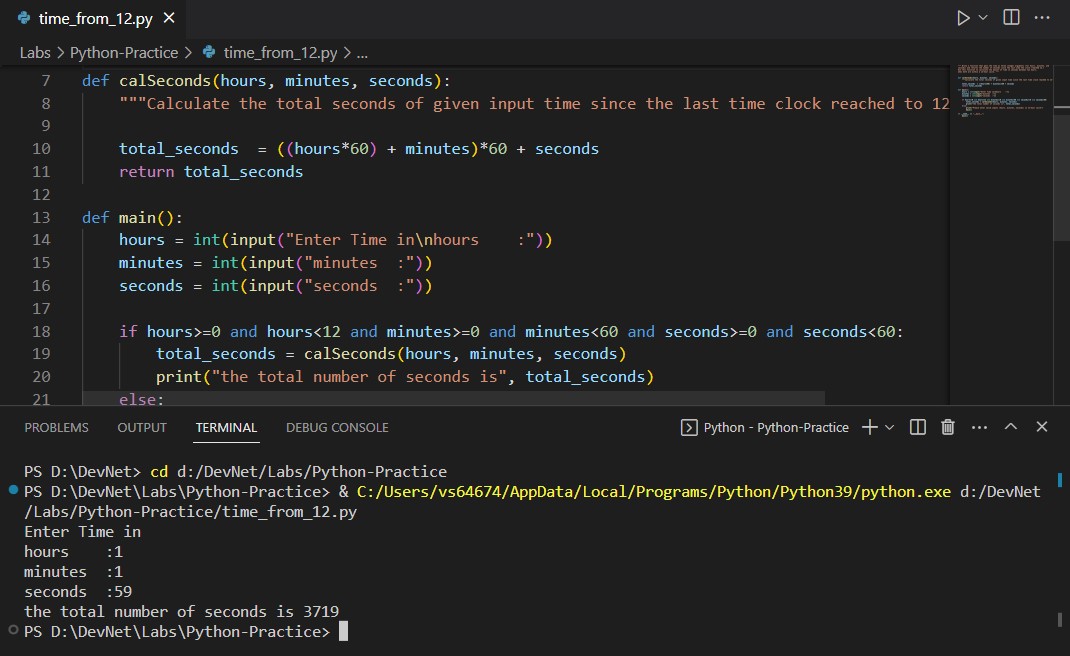 time_from_12.py
Labs > Python-Practice > time_from_12.py > ...
7 def calSeconds(hours, minutes, seconds):
8 """Calculate the total seconds of given input time since the last time clock reached to 12
9
10 total_seconds  = ((hours*60) + minutes)*60 + seconds
11 return total_seconds
12
13 def main():
14 hours = int(input("Enter Time in\nhours    :"))
15 minutes = int(input("minutes  :"))
16 seconds = int(input("seconds  :"))
17
18 if hours>=0 and hours<12 and minutes>=0 and minutes<60 and seconds>=0 and seconds<60:
19 total_seconds = calSeconds(hours, minutes, seconds)
20 print("the total number of seconds is", total_seconds)
21 else:
PROBLEMS OUTPUT TERMINAL DEBUG CONSOLE Python - Python-Practice
PS D:\DevNet> cd d:/DevNet/Labs/Python-Practice
PS D:\DevNet\Labs\Python-Practice> & C:/Users/vs64674/AppData/Local/Programs/Python/Python39/python.exe d:/DevNet
/Labs/Python-Practice/time_from_12.py
Enter Time in
hours    :1
minutes  :1
seconds  :59
the total number of seconds is 3719
PS D:\DevNet\Labs\Python-Practice>